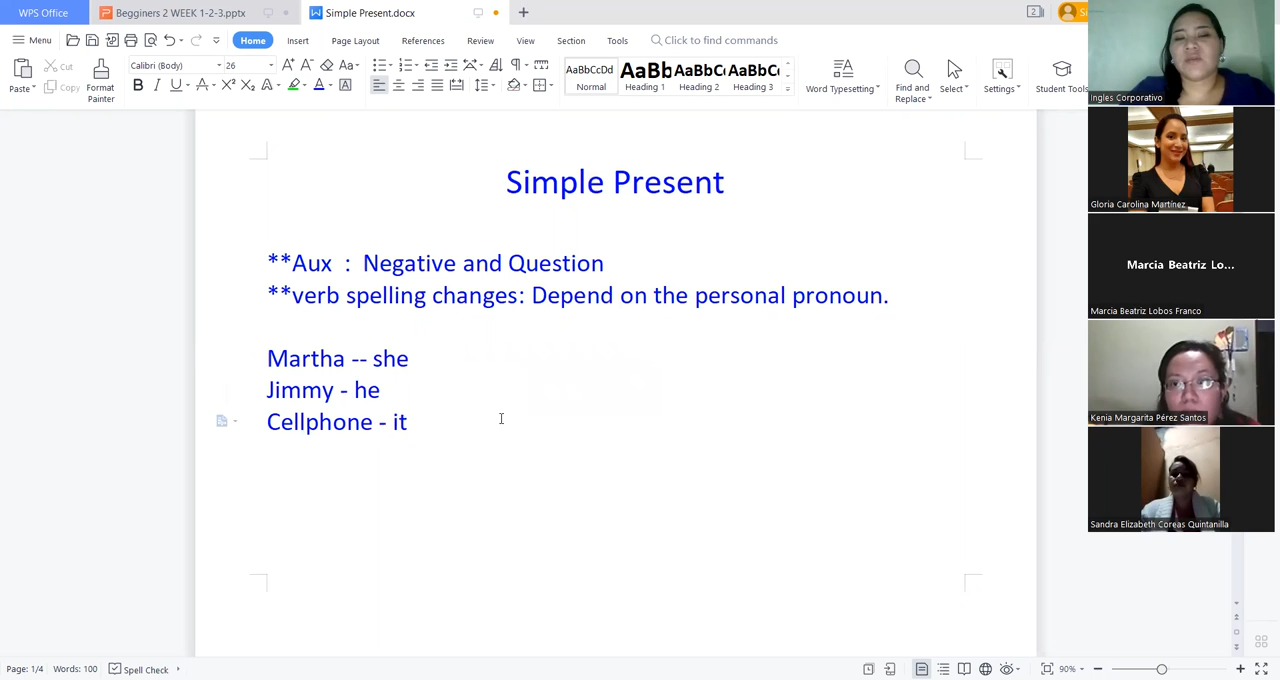 WPS Office
Begginers 2 WEEK 1-2-3.pptx
Simple Present.docx
Menu
Home
Insert
Page Layout
References
Review
View
Section
Tools
Click to find commands
Paste
Cut
Copy
Format
Painter
Calibri (Body)
26
AaBbCcDd
Normal
Heading 1
Heading 2
Heading 3
Word Typesetting
Find and
Replace
Select
Settings
Student Tools
Simple Present
**Aux : Negative and Question
**verb spelling changes: Depend on the personal pronoun.
Martha -- she
Jimmy - he
Cellphone - it
Ingles Corporativo
Gloria Carolina Martínez
Marcia Beatriz Lo...
Marcia Beatriz Lobos Franco
Kenia Margarita Pérez Santos
Sandra Elizabeth Coreas Quintanilla
Page: 1/4
Words: 100
Spell Check
90%